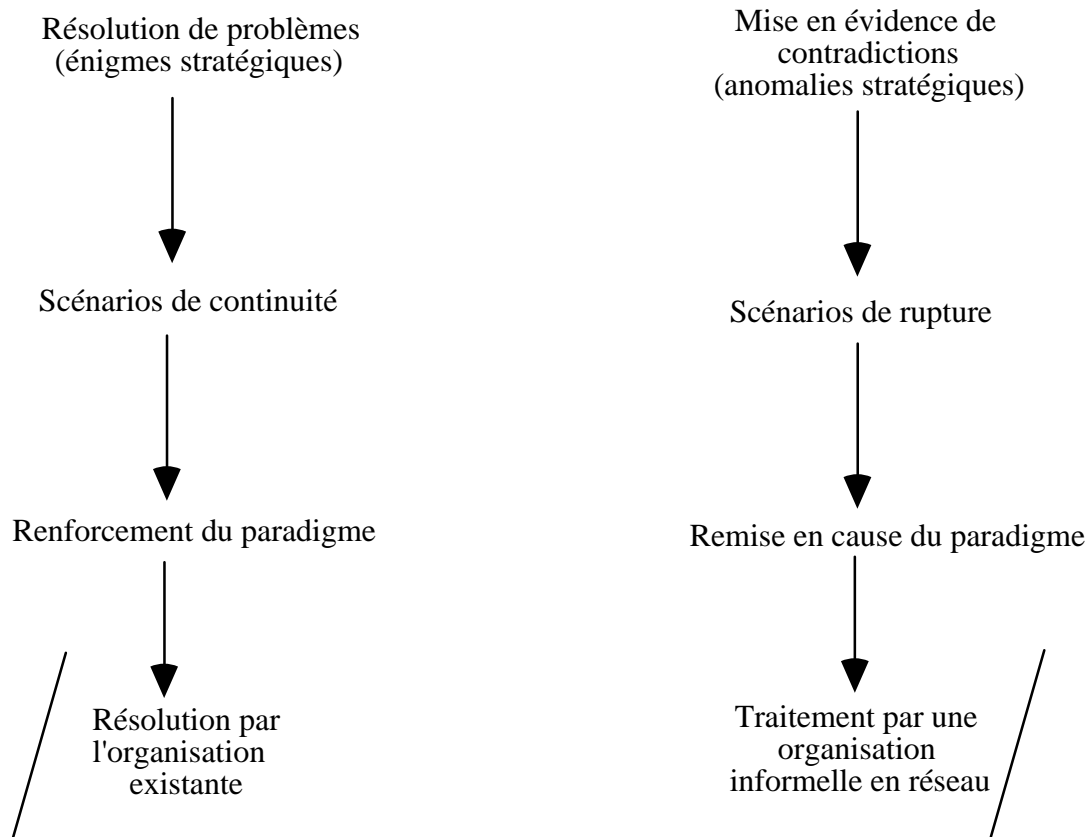 Résolution de problèmes
(énigmes stratégiques)
Scénarios de continuité
Renforcement du paradigme
Résolution par
l'organisation
existante
Mise en évidence de
contradictions
(anomalies stratégiques)
Scénarios de rupture
Remise en cause du paradigme
Traitement par une
organisation
informelle en réseau